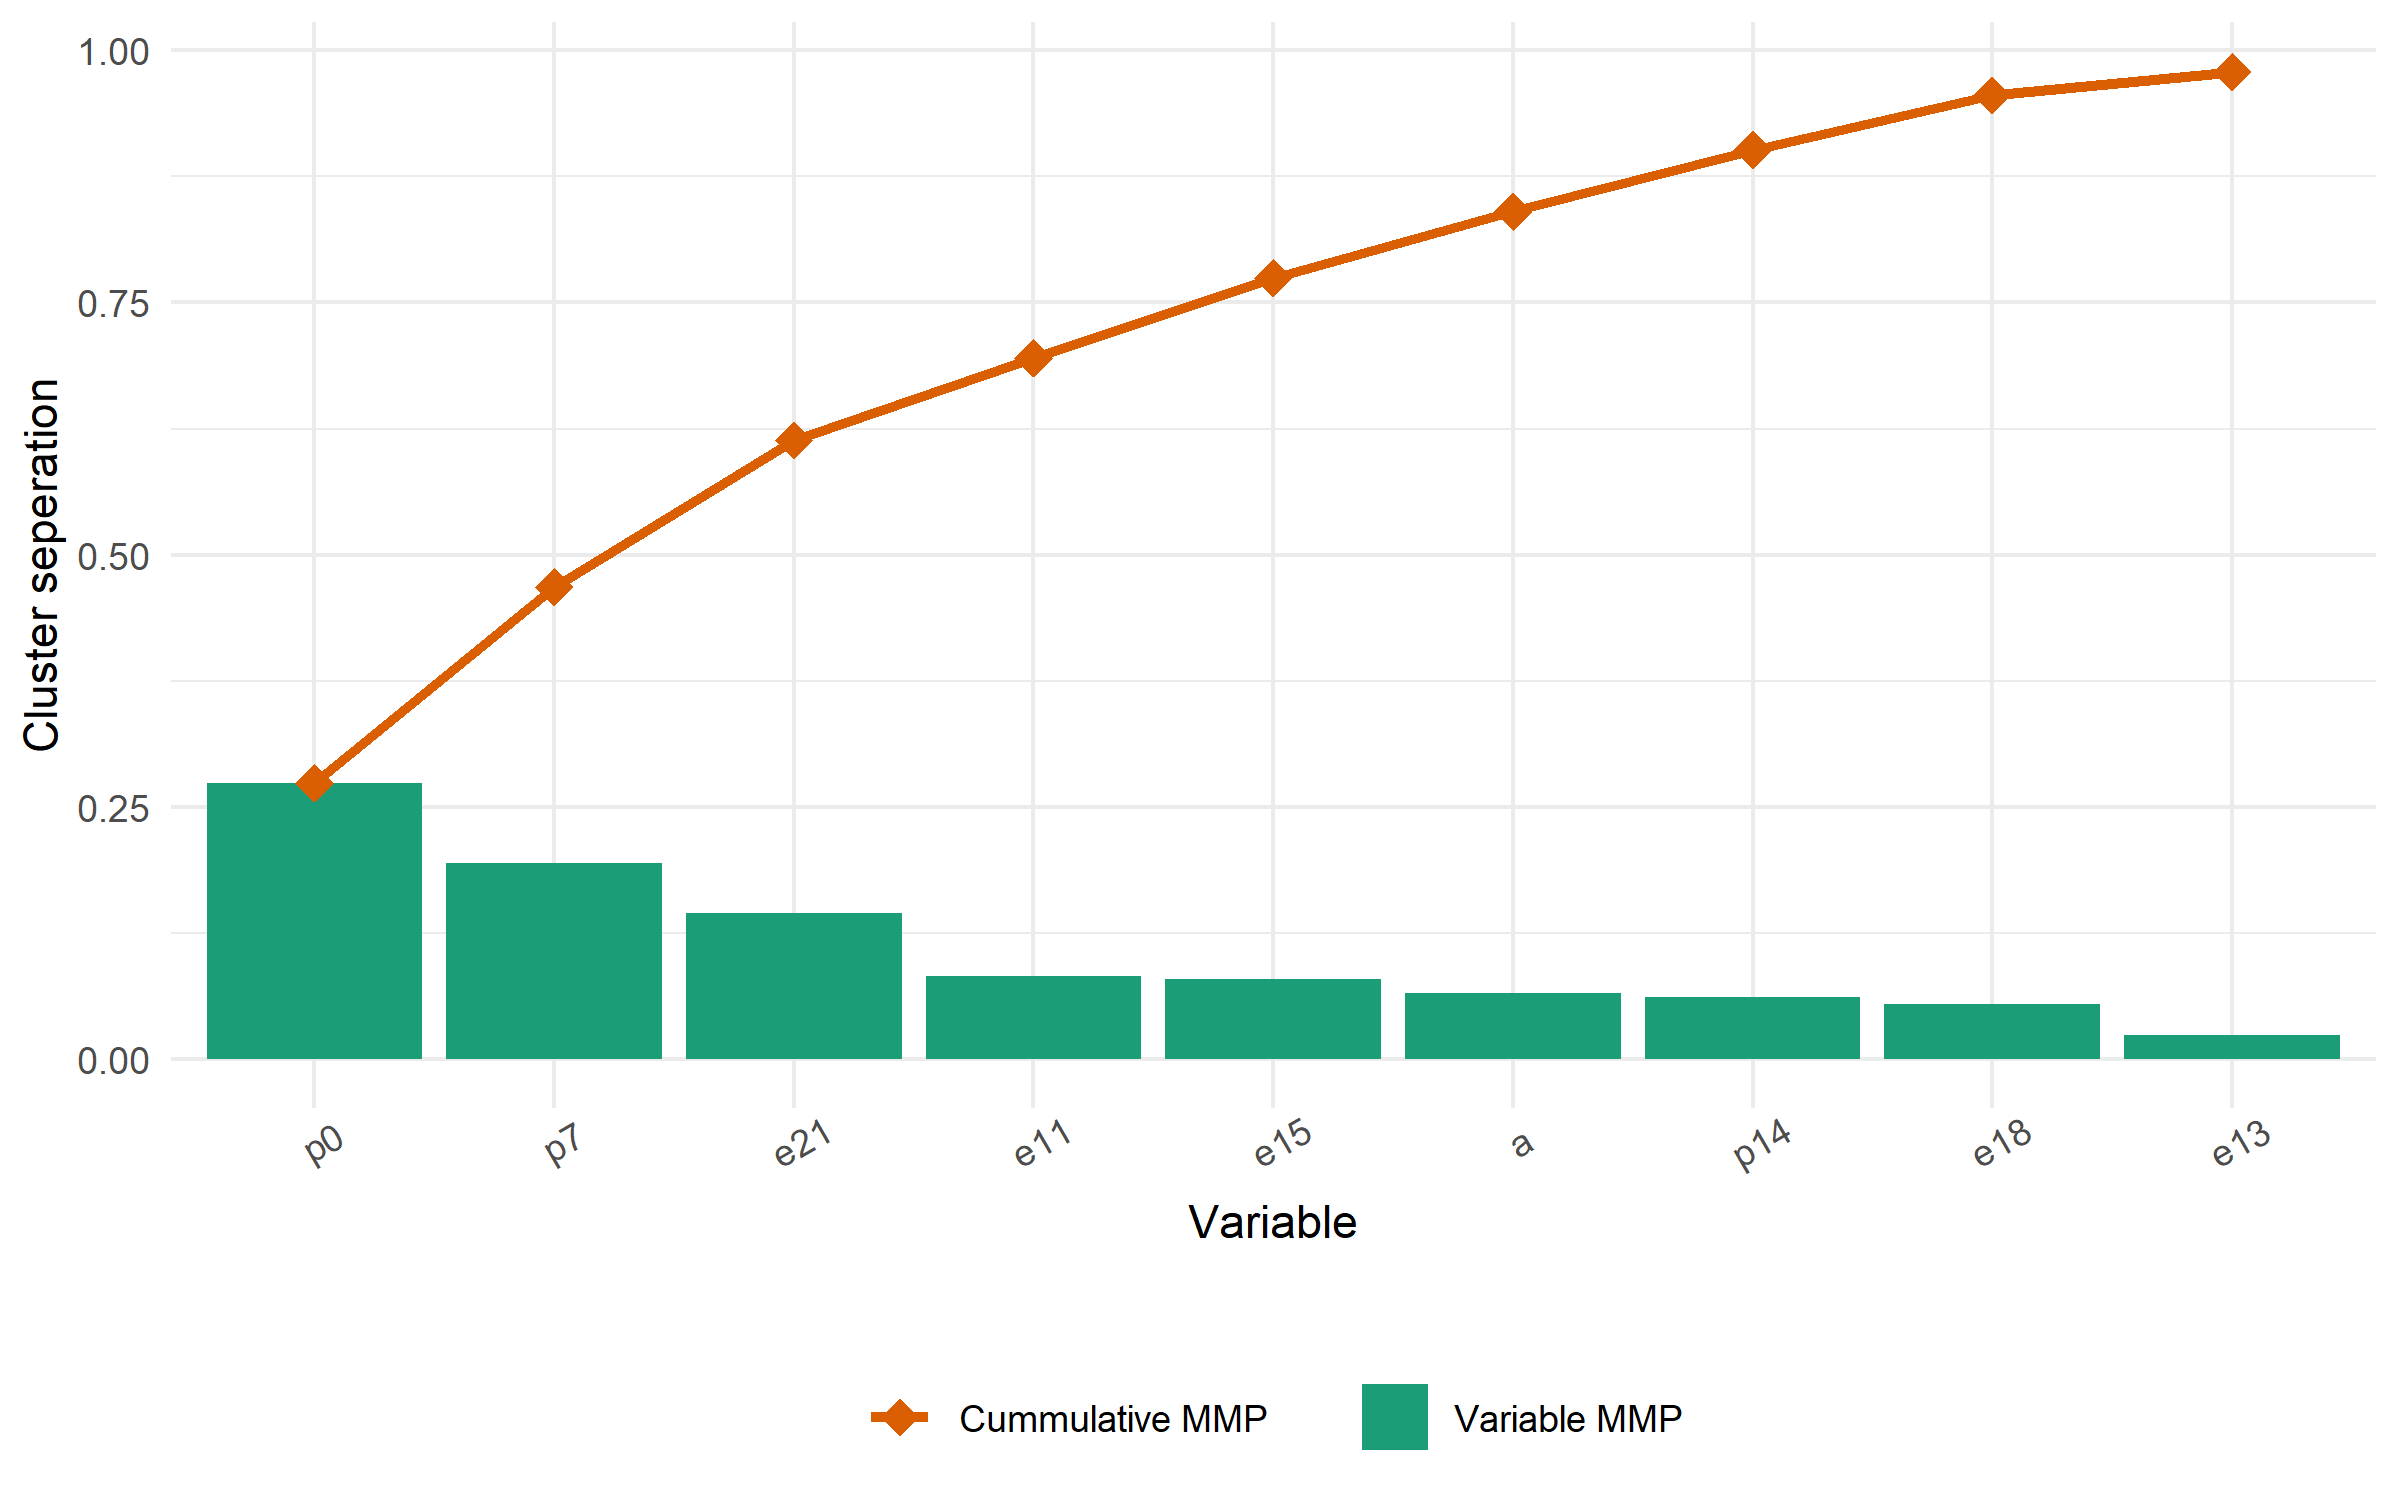 1.00
0.75
0.50
0.25
0.00
Cluster seperation
p0 p7 e21 e11 e15 a p14 e18 e13
Variable
Cummulative MMP Variable MMP